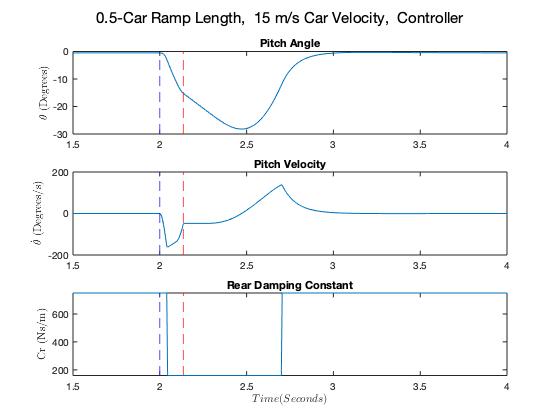 0.5-Car Ramp Length, 15 m/s Car Velocity, Controller
Pitch Angle
0
-10
-20
-30
θ (Degrees)
1.5 2 2.5 3 3.5 4
Pitch Velocity
200
0
-200
θ̇ (Degrees/s)
1.5 2 2.5 3 3.5 4
Rear Damping Constant
600
400
200
Cr (Ns/m)
1.5 2 2.5 3 3.5 4
Time(Seconds)